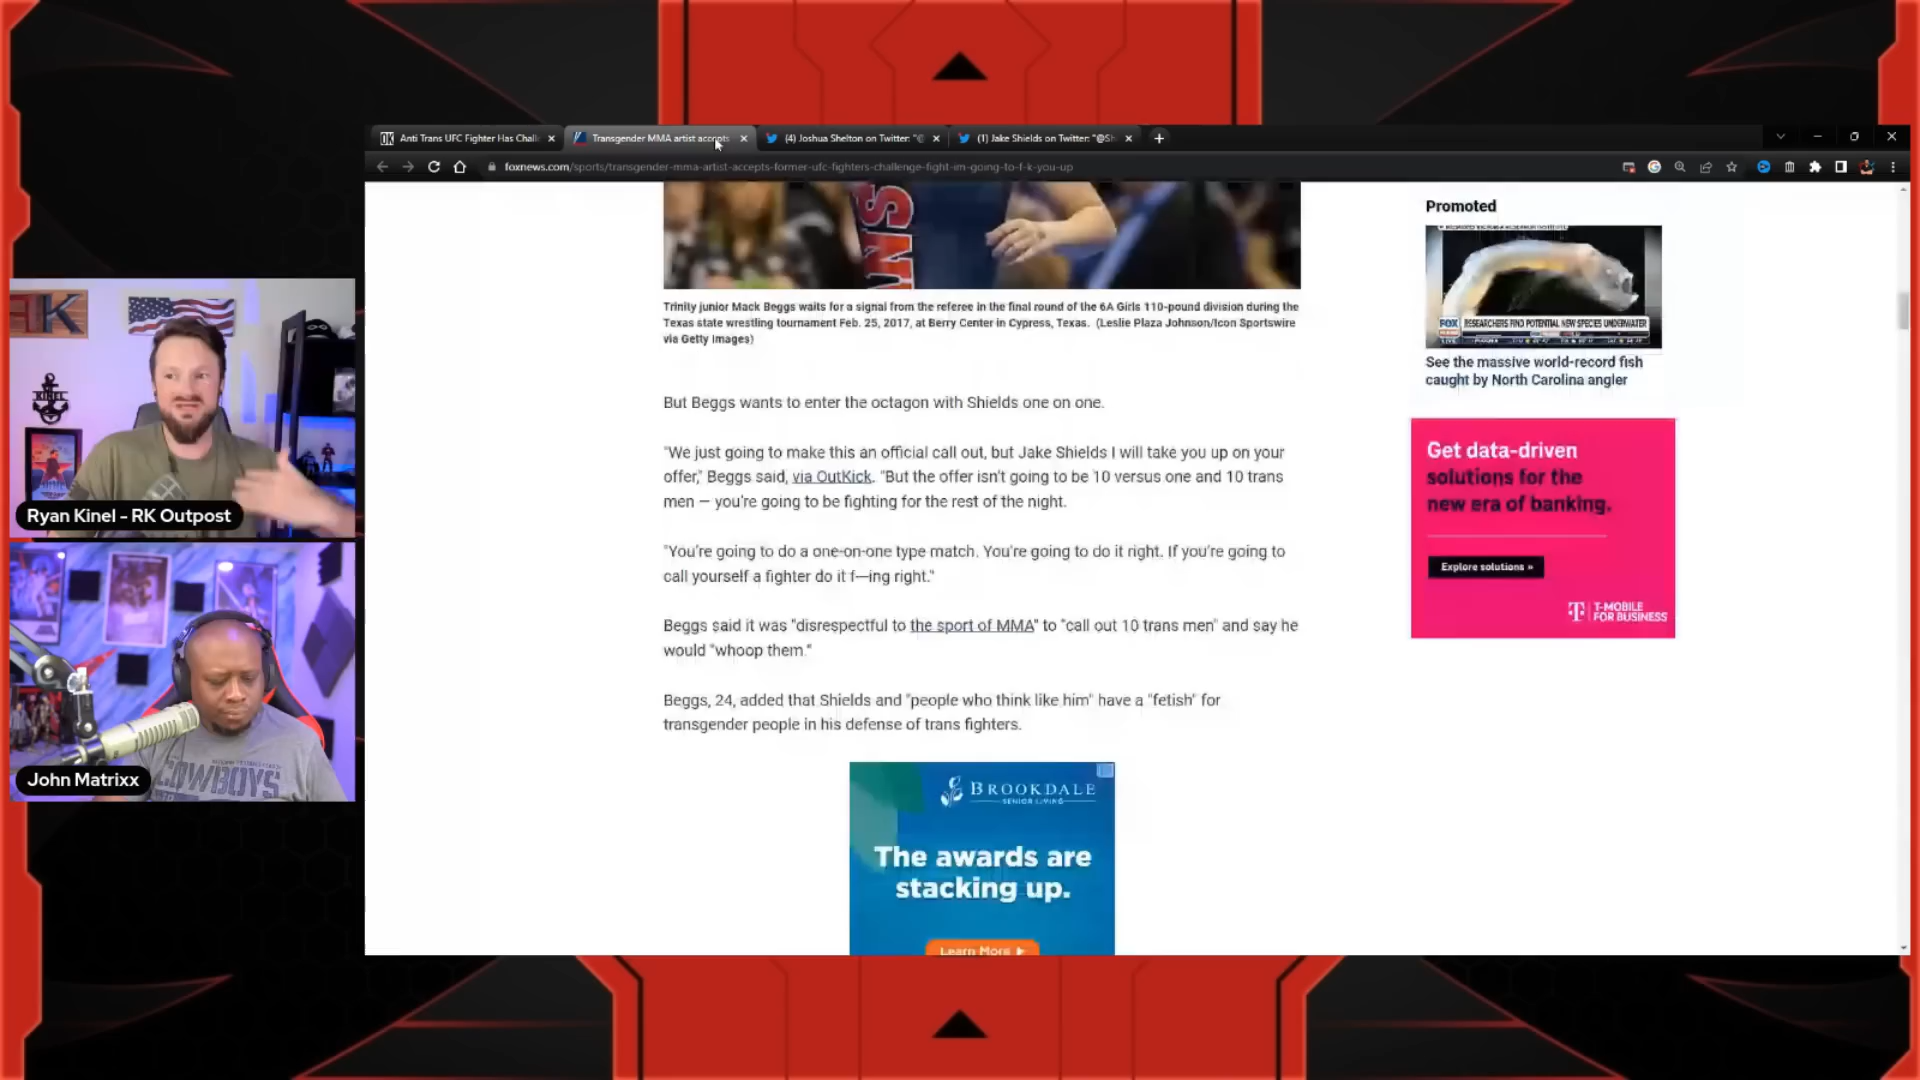 Anti Trans UFC Fighter Has Chall
Transgender MMA artist accepts
(4) Joshua Shelton on Twitter: "@
(1) Jake Shields on Twitter: "@Sh
foxnews.com/sports/transgender-mma-artist-accepts-former-ufc-fighters-challenge-fight-im-going-to-f-k-you-up
Trinity junior Mack Beggs waits for a signal from the referee in the final round of the 6A Girls 110-pound division during the
Texas state wrestling tournament Feb. 25, 2017, at Berry Center in Cypress, Texas. (Leslie Plaza Johnson/Icon Sportswire
via Getty Images)
But Beggs wants to enter the octagon with Shields one on one.
"We just going to make this an official call out, but Jake Shields I will take you up on your
offer," Beggs said, via OutKick. "But the offer isn't going to be '10 versus one and 10 trans
men — you're going to be fighting for the rest of the night.
"You're going to do a one-on-one type match. You're going to do it right. If you're going to
call yourself a fighter do it f—ing right."
Beggs said it was "disrespectful to the sport of MMA" to "call out 10 trans men" and say he
would "whoop them."
Beggs, 24, added that Shields and "people who think like him" have a "fetish" for
transgender people in his defense of trans fighters.
BROOKDALE
SENIOR LIVING
The awards are
stacking up.
Learn More
Promoted
FOX
RESEARCHERS FIND POTENTIAL NEW SPECIES UNDERWATER
See the massive world-record fish
caught by North Carolina angler
Get data-driven
solutions for the
new era of banking.
Explore solutions »
T-MOBILE
FOR BUSINESS
KINEL
Ryan Kinel - RK Outpost
COWBOYS
John Matrixx